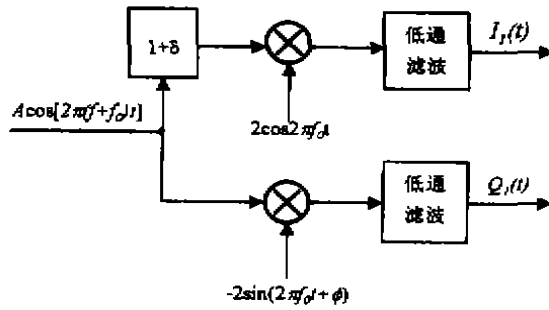 1+δ
低通
滤波
I₁(t)
Acos[2π(f+f₀)t]
2cos2πf₀t
低通
滤波
Q₁(t)
-2sin(2πf₀t+ϕ)